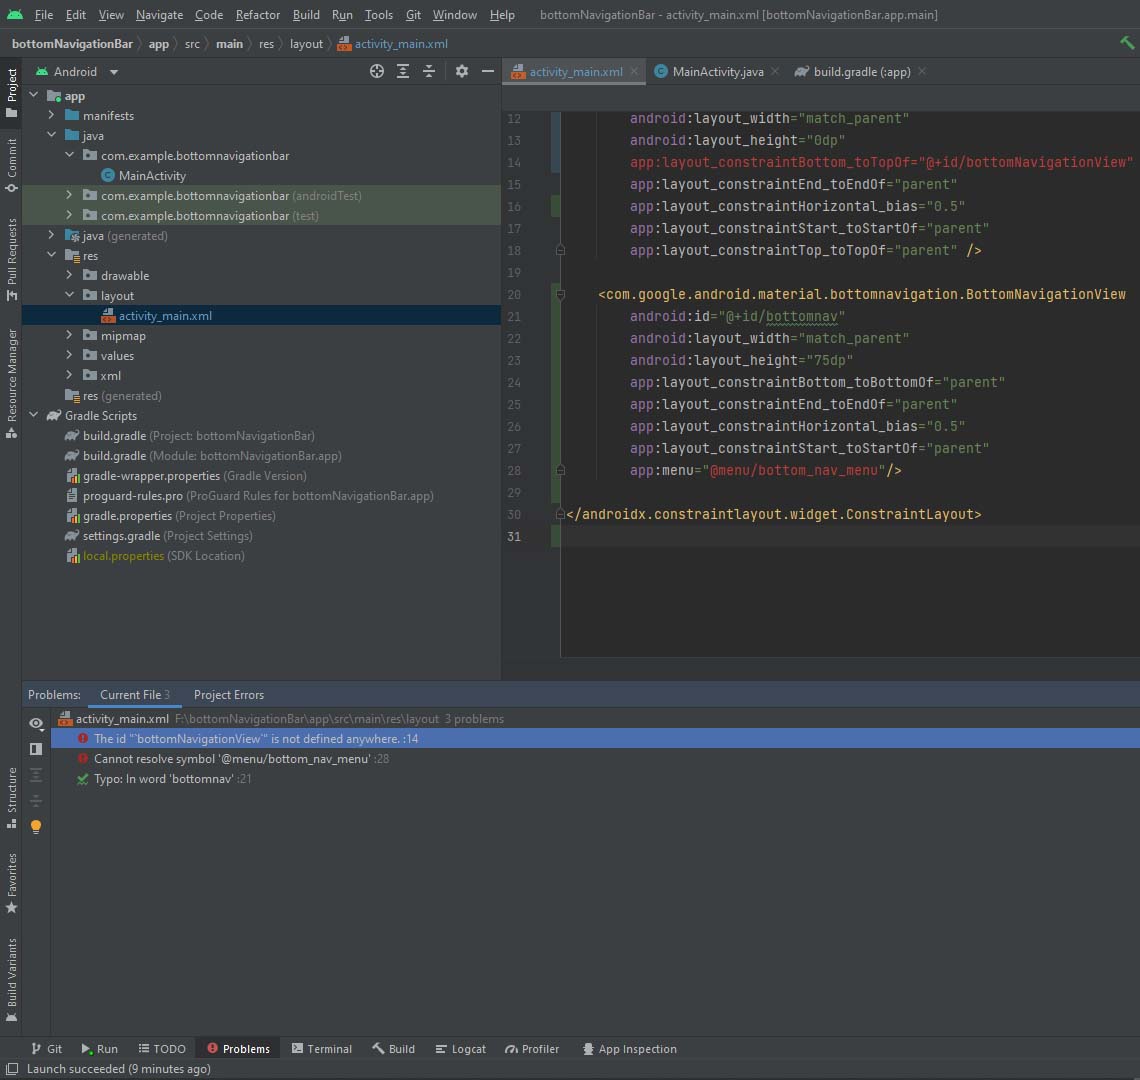 File Edit View Navigate Code Refactor Build Run Tools Git Window Help bottomNavigationBar - activity_main.xml [bottomNavigationBar.app.main]
bottomNavigationBar app src main res layout activity_main.xml
Project
Commit
Pull Requests
Resource Manager
Structure
Favorites
Build Variants
Android
app
manifests
java
com.example.bottomnavigationbar
MainActivity
com.example.bottomnavigationbar (androidTest)
com.example.bottomnavigationbar (test)
java (generated)
res
drawable
layout
activity_main.xml
mipmap
values
xml
res (generated)
Gradle Scripts
build.gradle (Project: bottomNavigationBar)
build.gradle (Module: bottomNavigationBar.app)
gradle-wrapper.properties (Gradle Version)
proguard-rules.pro (ProGuard Rules for bottomNavigationBar.app)
gradle.properties (Project Properties)
settings.gradle (Project Settings)
local.properties (SDK Location)
activity_main.xml MainActivity.java build.gradle (:app)
12 android:layout_width="match_parent"
13 android:layout_height="0dp"
14 app:layout_constraintBottom_toTopOf="@+id/bottomNavigationView"
15 app:layout_constraintEnd_toEndOf="parent"
16 app:layout_constraintHorizontal_bias="0.5"
17 app:layout_constraintStart_toStartOf="parent"
18 app:layout_constraintTop_toTopOf="parent" />
19
20 <com.google.android.material.bottomnavigation.BottomNavigationView
21 android:id="@+id/bottomnav"
22 android:layout_width="match_parent"
23 android:layout_height="75dp"
24 app:layout_constraintBottom_toBottomOf="parent"
25 app:layout_constraintEnd_toEndOf="parent"
26 app:layout_constraintHorizontal_bias="0.5"
27 app:layout_constraintStart_toStartOf="parent"
28 app:menu="@menu/bottom_nav_menu"/>
29
30 </androidx.constraintlayout.widget.ConstraintLayout>
31
Problems: Current File 3 Project Errors
activity_main.xml F:\bottomNavigationBar\app\src\main\res\layout 3 problems
The id "`bottomNavigationView`" is not defined anywhere. :14
Cannot resolve symbol '@menu/bottom_nav_menu' :28
Typo: In word 'bottomnav' :21
Git Run TODO Problems Terminal Build Logcat Profiler App Inspection
Launch succeeded (9 minutes ago)